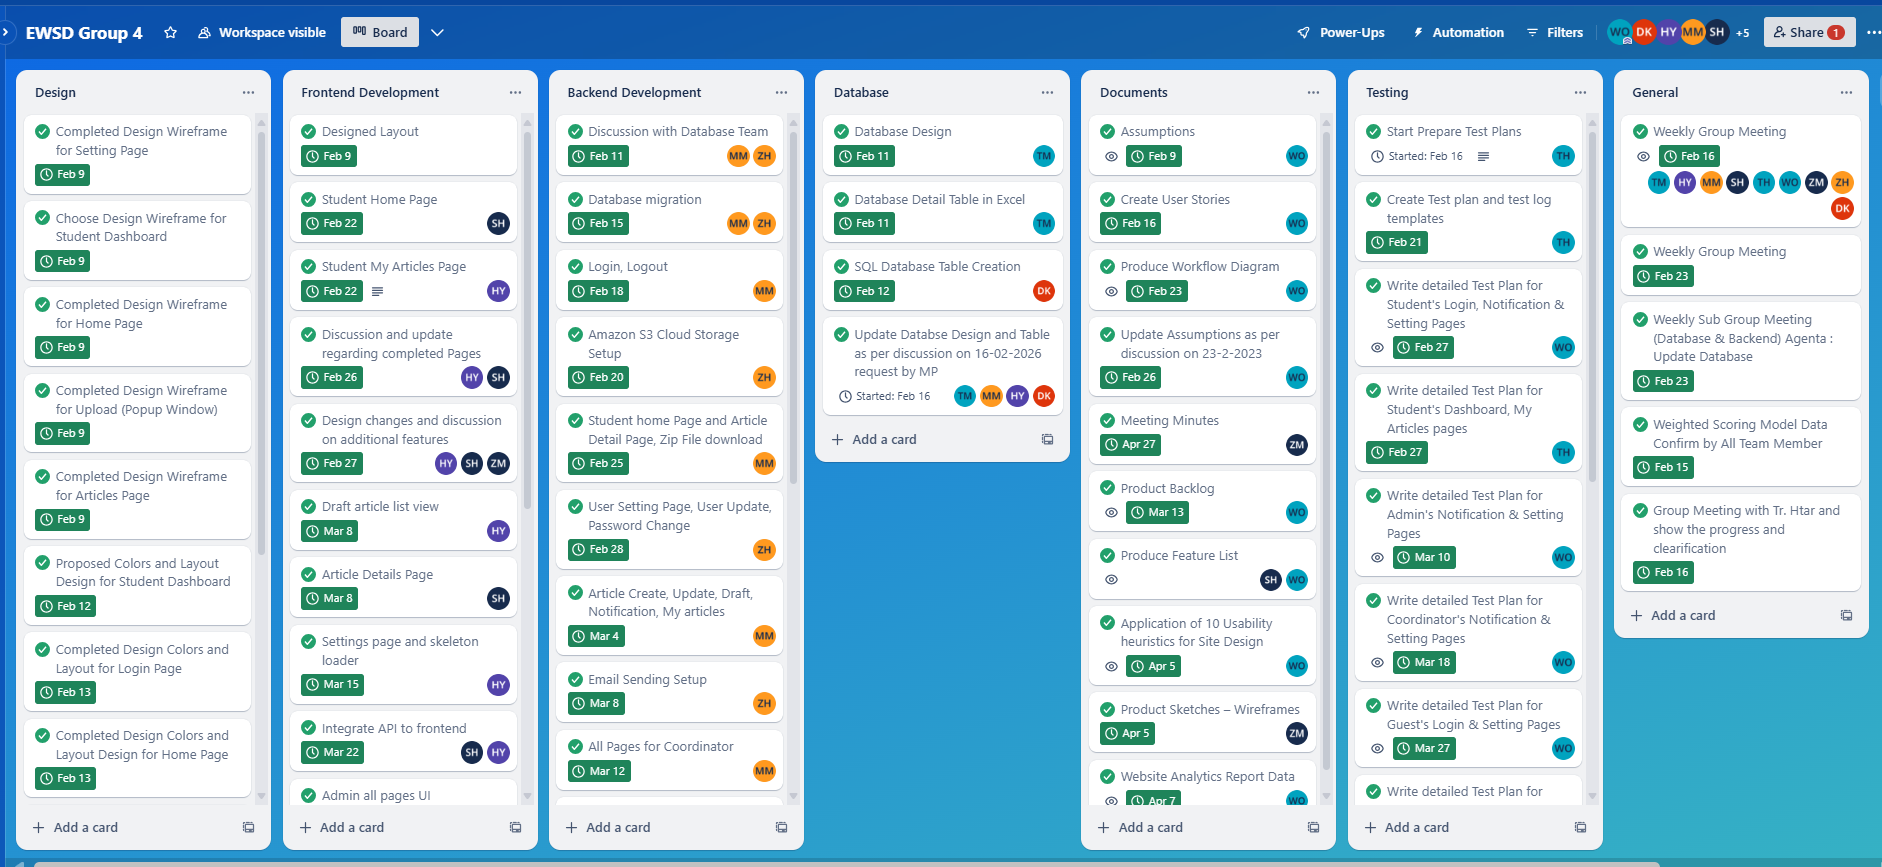 EWSD Group 4
Workspace visible
Board
Power-Ups
Automation
Filters
WO DK HY MM SH +5
Share 1
Design
Completed Design Wireframe
for Setting Page
Feb 9
Choose Design Wireframe for
Student Dashboard
Feb 9
Completed Design Wireframe
for Home Page
Feb 9
Completed Design Wireframe
for Upload (Popup Window)
Feb 9
Completed Design Wireframe
for Articles Page
Feb 9
Proposed Colors and Layout
Design for Student Dashboard
Feb 12
Completed Design Colors and
Layout for Login Page
Feb 13
Completed Design Colors and
Layout Design for Home Page
Feb 13
Add a card
Frontend Development
Designed Layout
Feb 9
Student Home Page
Feb 22 SH
Student My Articles Page
Feb 22 HY
Discussion and update
regarding completed Pages
Feb 26 HY SH
Design changes and discussion
on additional features
Feb 27 HY SH ZM
Draft article list view
Mar 8 HY
Article Details Page
Mar 8 SH
Settings page and skeleton
loader
Mar 15 HY
Integrate API to frontend
Mar 22 SH HY
Admin all pages UI
Add a card
Backend Development
Discussion with Database Team
Feb 11 MM ZH
Database migration
Feb 15 MM ZH
Login, Logout
Feb 18 MM
Amazon S3 Cloud Storage
Setup
Feb 20 ZH
Student home Page and Article
Detail Page, Zip File download
Feb 25 MM
User Setting Page, User Update,
Password Change
Feb 28 ZH
Article Create, Update, Draft,
Notification, My articles
Mar 4 MM
Email Sending Setup
Mar 8 ZH
All Pages for Coordinator
Mar 12 MM
Add a card
Database
Database Design
Feb 11 TM
Database Detail Table in Excel
Feb 11 TM
SQL Database Table Creation
Feb 12 DK
Update Databse Design and Table
as per discussion on 16-02-2026
request by MP
Started: Feb 16 TM MM HY DK
Add a card
Documents
Assumptions
Feb 9 WO
Create User Stories
Feb 16 WO
Produce Workflow Diagram
Feb 23 WO
Update Assumptions as per
discussion on 23-2-2023
Feb 26 WO
Meeting Minutes
Apr 27 ZM
Product Backlog
Mar 13 WO
Produce Feature List
SH WO
Application of 10 Usability
heuristics for Site Design
Apr 5 WO
Product Sketches – Wireframes
Apr 5 ZM
Website Analytics Report Data
Apr 7 WO
Add a card
Testing
Start Prepare Test Plans
Started: Feb 16 TH
Create Test plan and test log
templates
Feb 21 TH
Write detailed Test Plan for
Student's Login, Notification &
Setting Pages
Feb 27 WO
Write detailed Test Plan for
Student's Dashboard, My
Articles pages
Feb 27 TH
Write detailed Test Plan for
Admin's Notification & Setting
Pages
Mar 10 WO
Write detailed Test Plan for
Coordinator's Notification &
Setting Pages
Mar 18 WO
Write detailed Test Plan for
Guest's Login & Setting Pages
Mar 27 WO
Write detailed Test Plan for
Add a card
General
Weekly Group Meeting
Feb 16
TM HY MM SH TH WO ZM ZH
DK
Weekly Group Meeting
Feb 23
Weekly Sub Group Meeting
(Database & Backend) Agenta :
Update Database
Feb 23
Weighted Scoring Model Data
Confirm by All Team Member
Feb 15
Group Meeting with Tr. Htar and
show the progress and
clearification
Feb 16
Add a card